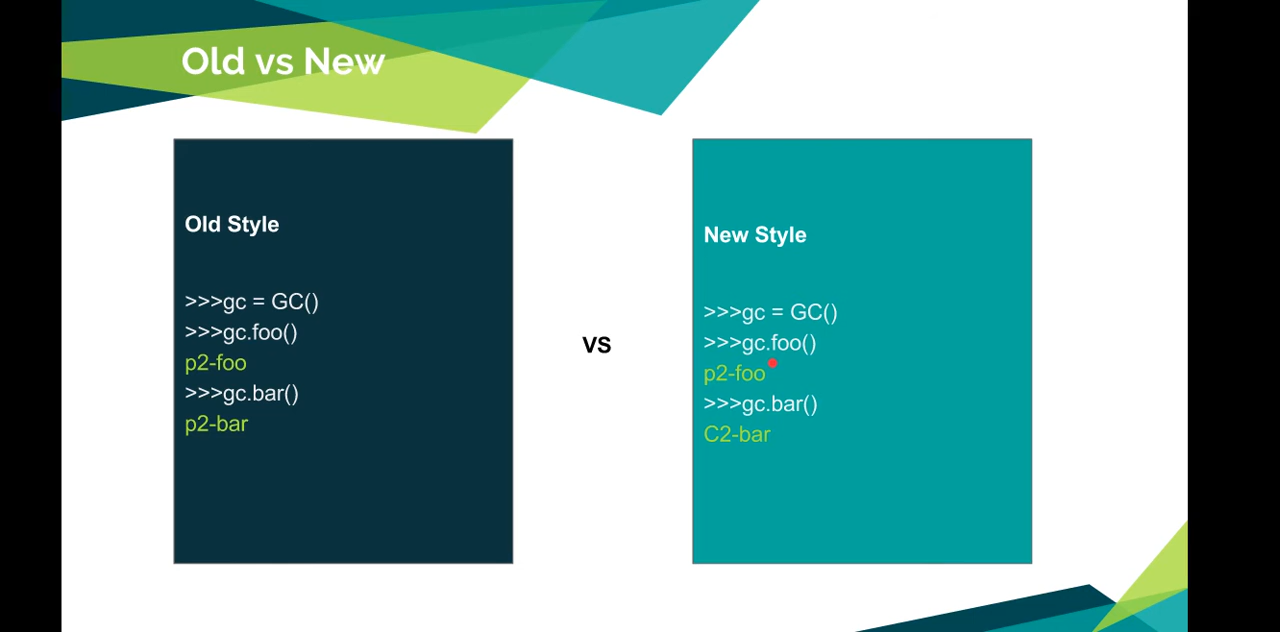 Old vs New
Old Style
>>>gc = GC()
>>>gc.foo()
p2-foo
>>>gc.bar()
p2-bar
VS
New Style
>>>gc = GC()
>>>gc.foo()
p2-foo
>>>gc.bar()
C2-bar